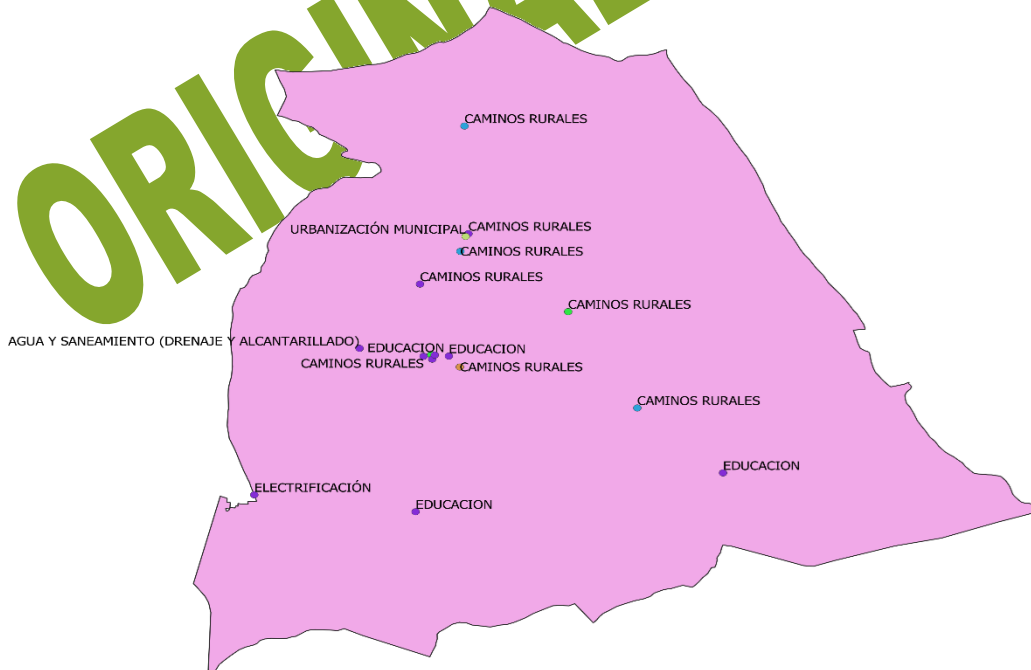 ORIGINAL
CAMINOS RURALES
URBANIZACIÓN MUNICIPAL
CAMINOS RURALES
CAMINOS RURALES
CAMINOS RURALES
CAMINOS RURALES
AGUA Y SANEAMIENTO (DRENAJE Y ALCANTARILLADO)
EDUCACION
EDUCACION
CAMINOS RURALES
CAMINOS RURALES
CAMINOS RURALES
EDUCACION
ELECTRIFICACIÓN
EDUCACION